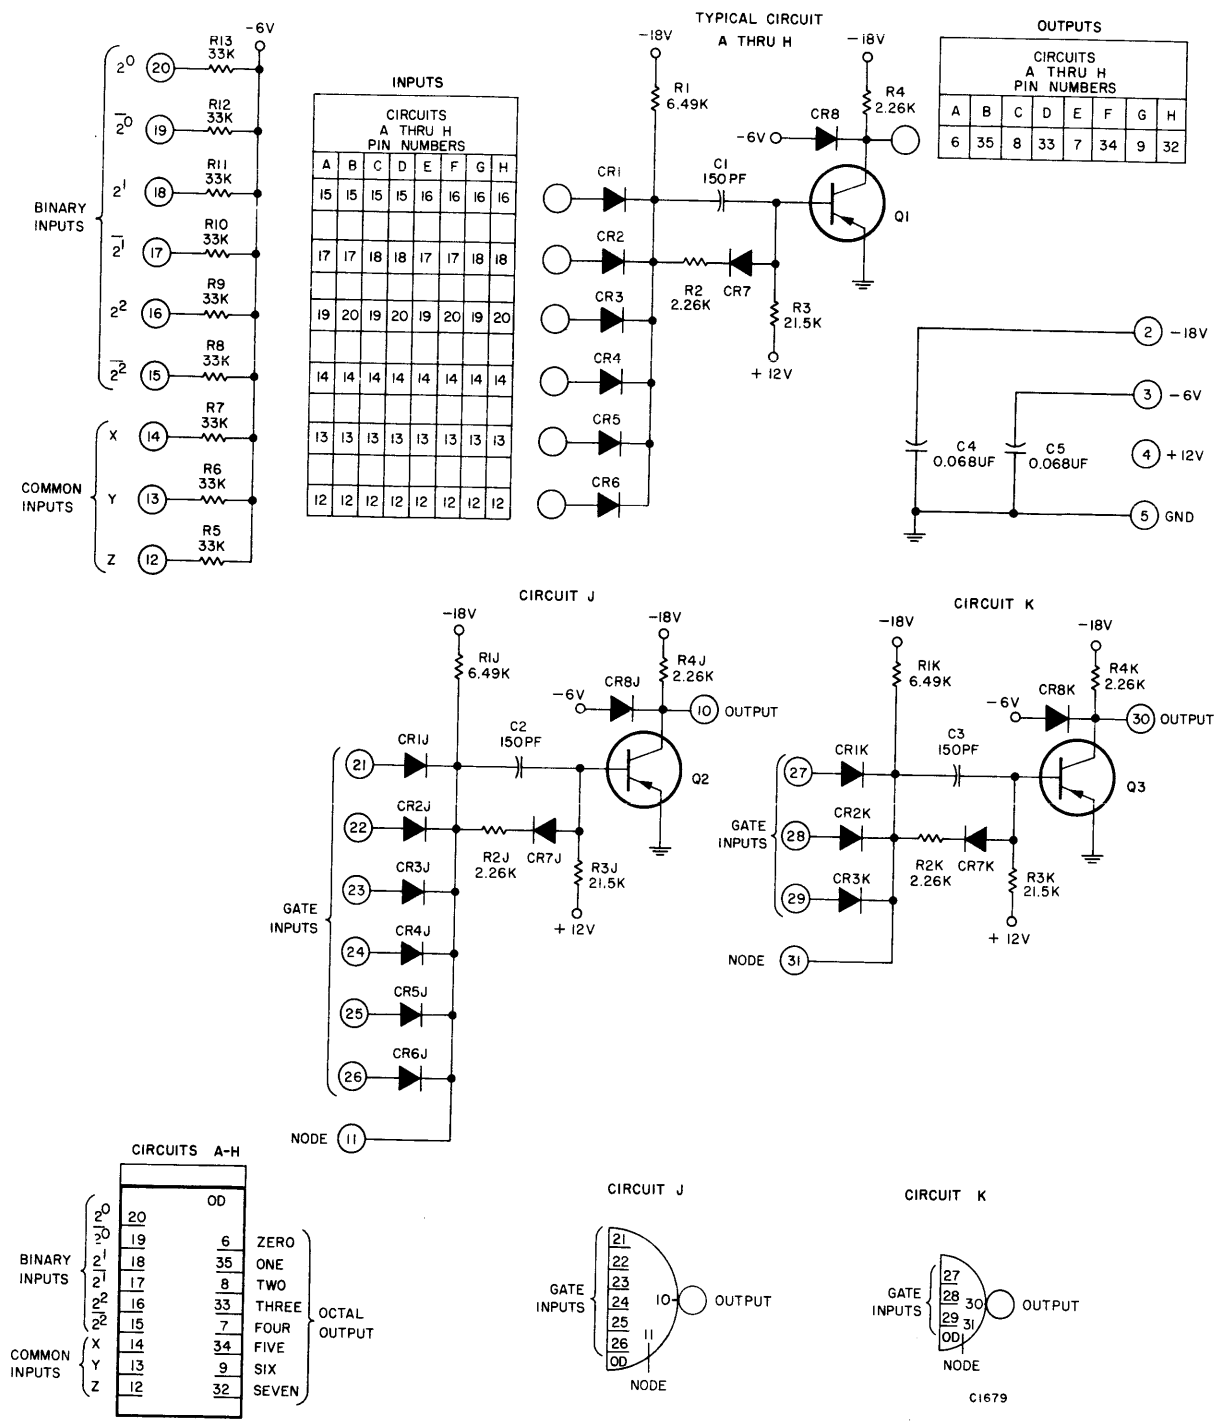 -6V
2⁰ 20 R13 33K
2̅⁰ 19 R12 33K
2¹ 18 R11 33K
2̅¹ 17 R10 33K
2² 16 R9 33K
2̅² 15 R8 33K
BINARY INPUTS
X 14 R7 33K
Y 13 R6 33K
Z 12 R5 33K
COMMON INPUTS
INPUTS
CIRCUITS
A THRU H
PIN NUMBERS
A B C D E F G H
15 15 15 15 16 16 16 16
17 17 18 18 17 17 18 18
19 20 19 20 19 20 19 20
14 14 14 14 14 14 14 14
13 13 13 13 13 13 13 13
12 12 12 12 12 12 12 12
TYPICAL CIRCUIT
A THRU H
-18V
-18V
R1
6.49K
R4
2.26K
CR8
-6V
C1
150PF
Q1
CR1
CR2
CR3
CR4
CR5
CR6
R2
2.26K
CR7
R3
21.5K
+12V
OUTPUTS
CIRCUITS
A THRU H
PIN NUMBERS
A B C D E F G H
6 35 8 33 7 34 9 32
2 -18V
3 -6V
4 +12V
5 GND
C4
0.068UF
C5
0.068UF
CIRCUIT J
-18V
-18V
R1J
6.49K
R4J
2.26K
CR8J
-6V
10 OUTPUT
C2
150PF
Q2
21 CR1J
22 CR2J
23 CR3J
24 CR4J
25 CR5J
26 CR6J
GATE INPUTS
R2J
2.26K
CR7J
R3J
21.5K
+12V
NODE 11
CIRCUIT K
-18V
-18V
R1K
6.49K
R4K
2.26K
CR8K
-6V
30 OUTPUT
C3
150PF
Q3
27 CR1K
28 CR2K
29 CR3K
GATE INPUTS
R2K
2.26K
CR7K
R3K
21.5K
+12V
NODE 31
CIRCUITS A-H
OD
2⁰ 20
2̅⁰ 19 6 ZERO
2¹ 18 35 ONE
2̅¹ 17 8 TWO
2² 16 33 THREE
2̅² 15 7 FOUR
X 14 34 FIVE
Y 13 9 SIX
Z 12 32 SEVEN
BINARY INPUTS
COMMON INPUTS
OCTAL OUTPUT
CIRCUIT J
GATE INPUTS
21
22
23
24
25
26
OD
11
10
OUTPUT
NODE
CIRCUIT K
GATE INPUTS
27
28
29
OD
30
31
OUTPUT
NODE
C1679